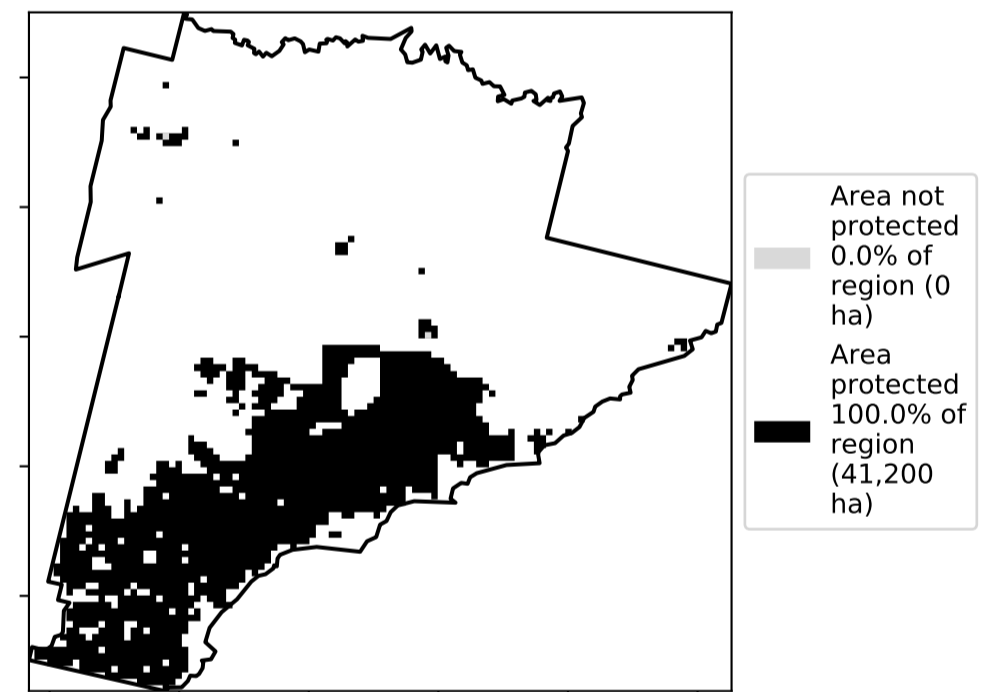 Area not
protected
0.0% of
region (0
ha)
Area
protected
100.0% of
region
(41,200
ha)